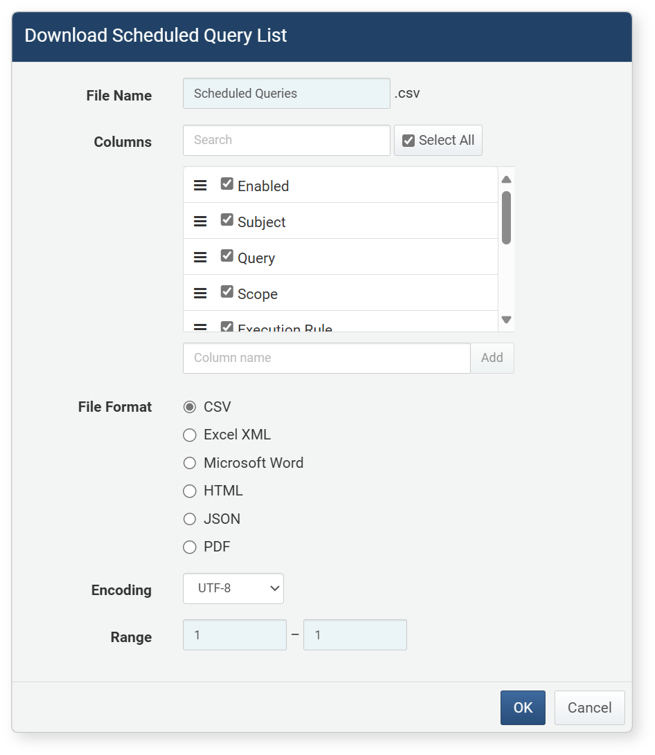 Download Scheduled Query List
File Name
Scheduled Queries
.csv
Columns
Search
Select All
Enabled
Subject
Query
Scope
Execution Rule
Column name
Add
File Format
CSV
Excel XML
Microsoft Word
HTML
JSON
PDF
Encoding
UTF-8
Range
1 – 1
OK
Cancel